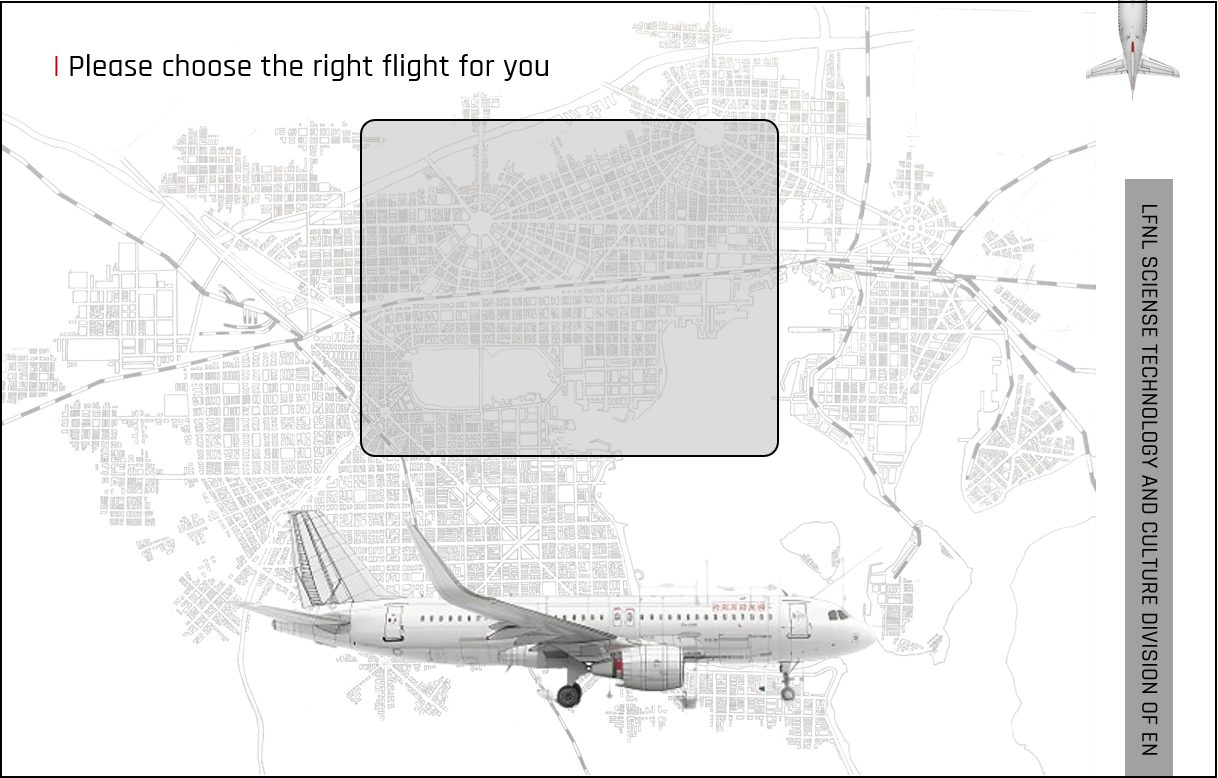 Please choose the right flight for you
LFNL SCIENSE TECHNOLOGY AND CULTURE DIVISION OF EN